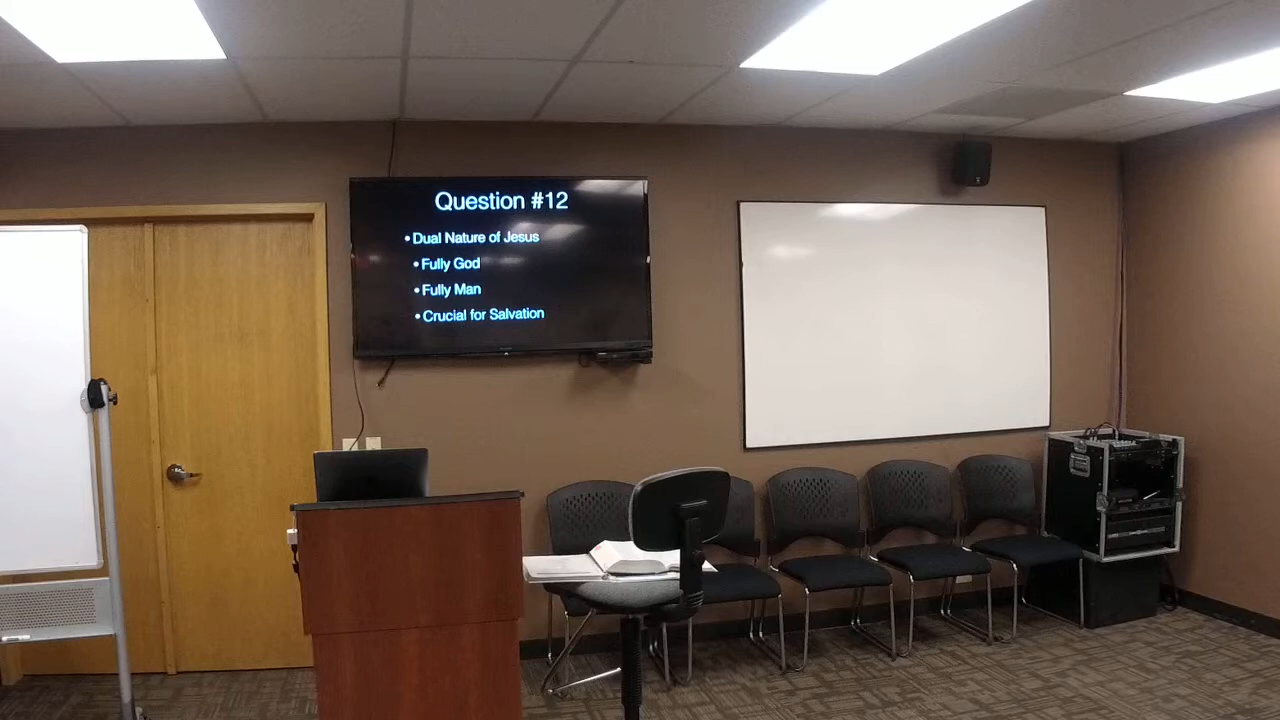 Question #12
• Dual Nature of Jesus
• Fully God
• Fully Man
• Crucial for Salvation